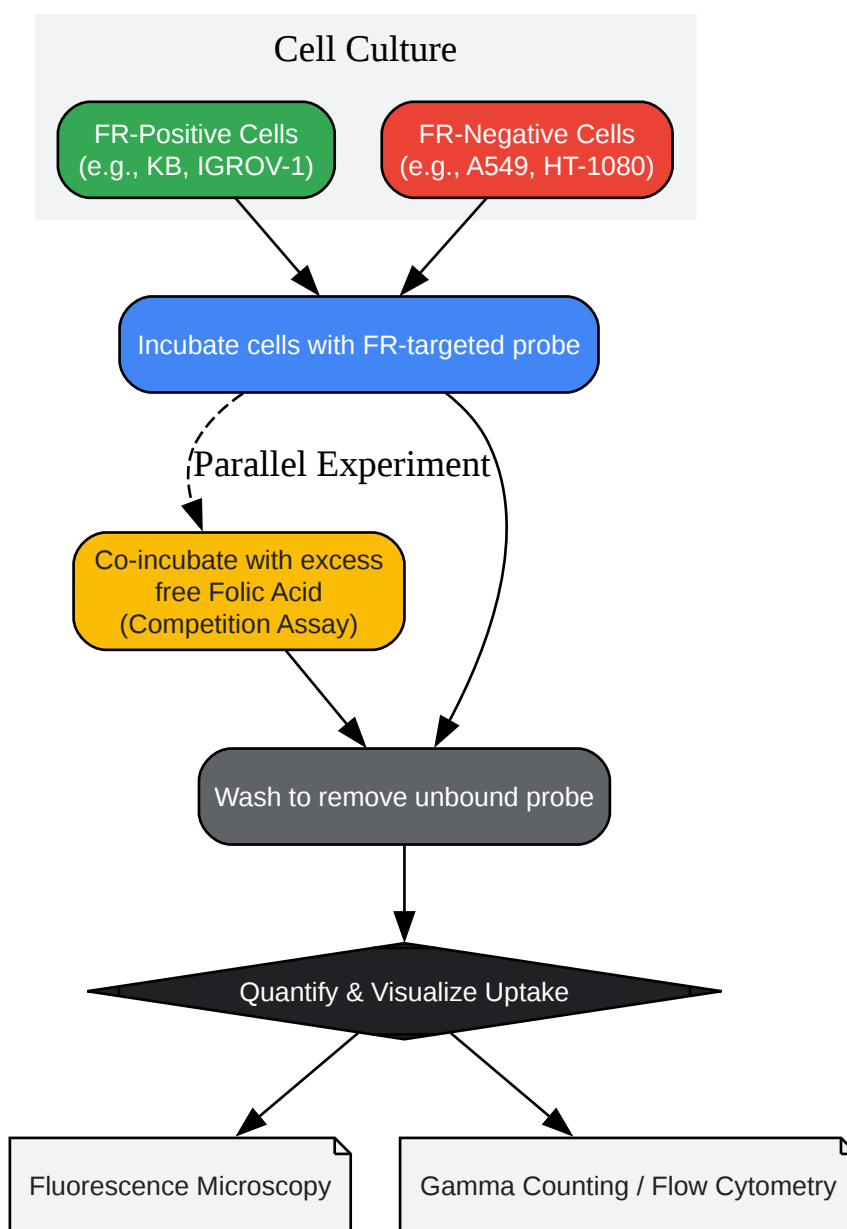 Cell Culture
FR-Positive Cells
(e.g., KB, IGROV-1)
FR-Negative Cells
(e.g., A549, HT-1080)
Incubate cells with FR-targeted probe
Parallel Experiment
Co-incubate with excess
free Folic Acid
(Competition Assay)
Wash to remove unbound probe
Quantify & Visualize Uptake
Fluorescence Microscopy
Gamma Counting / Flow Cytometry